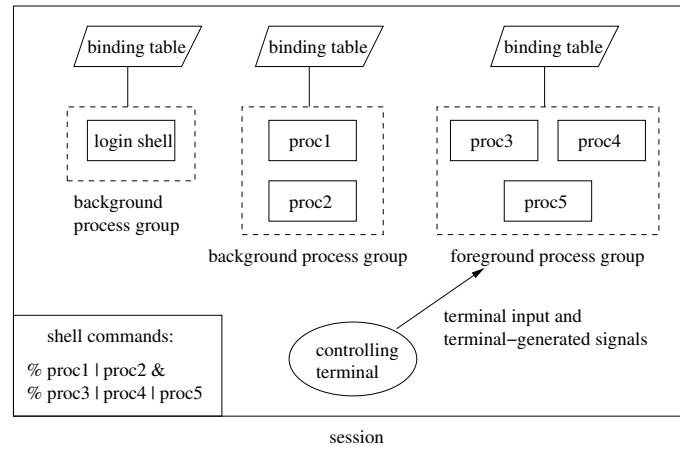 binding table
binding table
binding table
login shell
proc1
proc2
proc3
proc4
proc5
background
process group
background process group
foreground process group
terminal input and
terminal−generated signals
controlling
terminal
shell commands:
% proc1 | proc2 &
% proc3 | proc4 | proc5
session